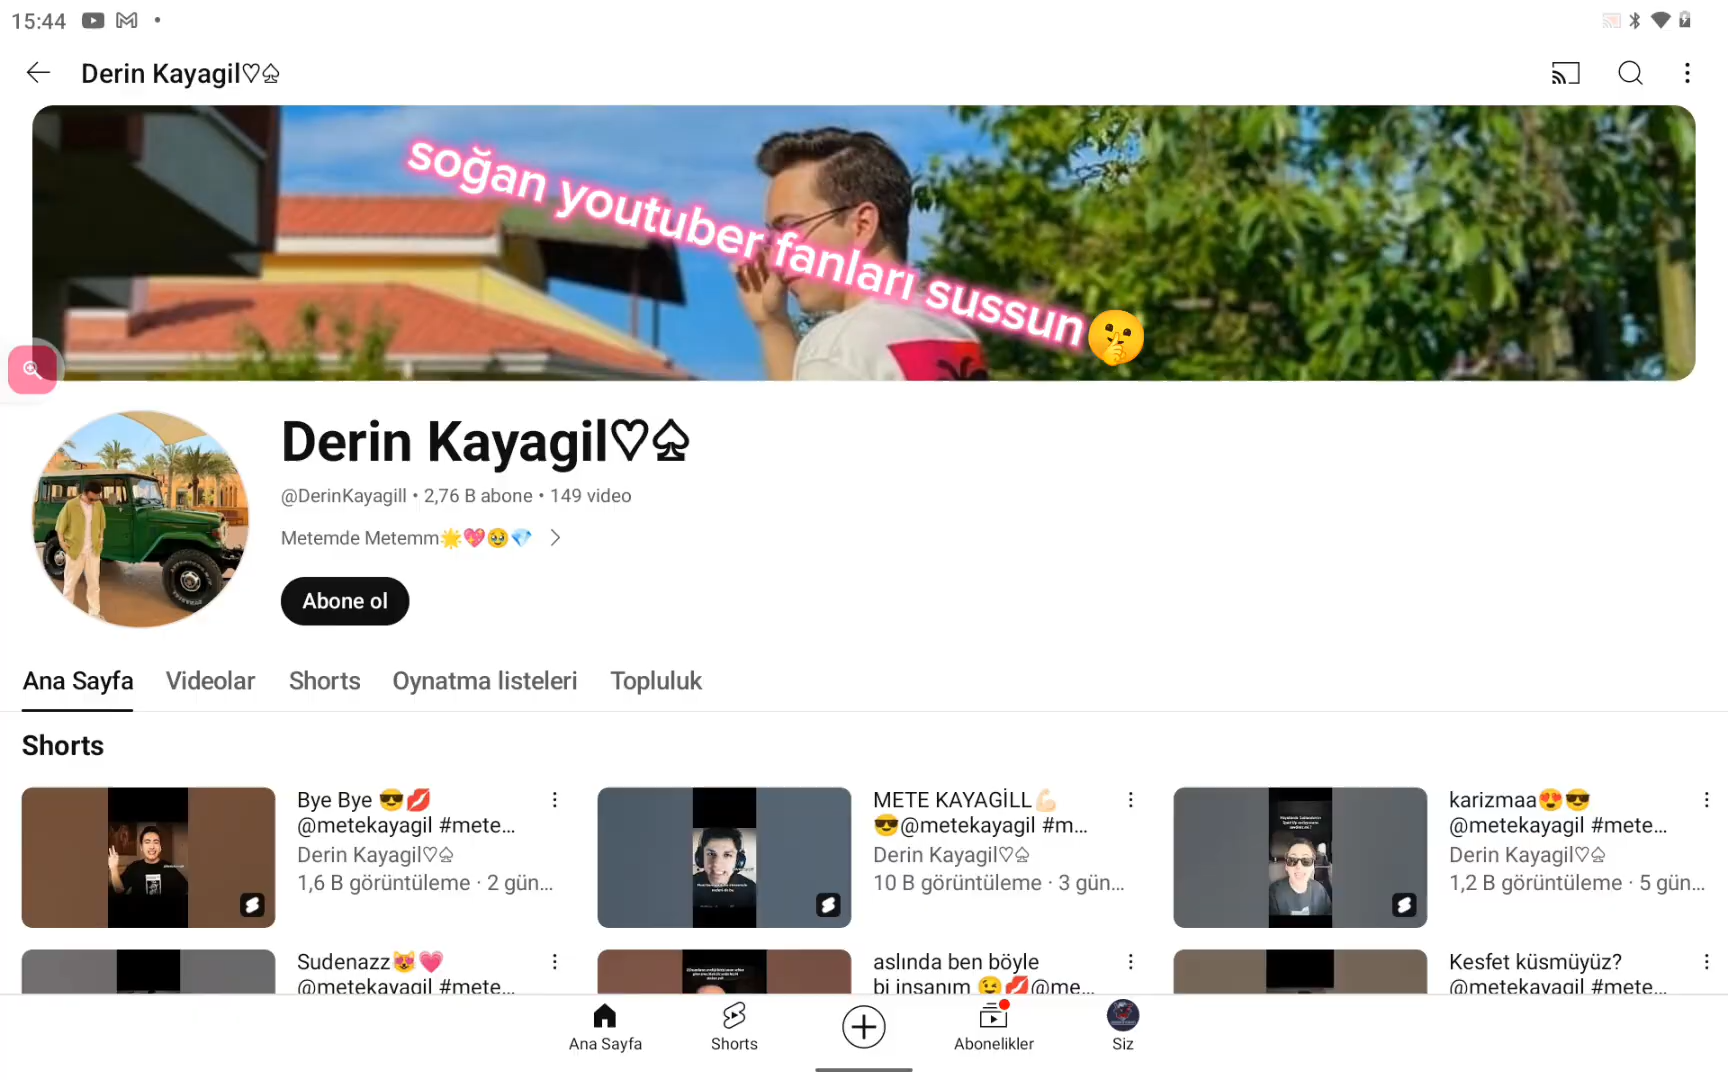 15:44
Derin Kayagil♡♤
soğan youtuber fanları sussun🤫
Derin Kayagil♡♤
@DerinKayagill • 2,76 B abone • 149 video
Metemde Metemm🌟💖🥹💎
Abone ol
Ana Sayfa Videolar Shorts Oynatma listeleri Topluluk
Shorts
Bye Bye 😎💋
@metekayagil #mete...
Derin Kayagil♡♤
1,6 B görüntüleme · 2 gün...
METE KAYAGİLL💪🏻
😎@metekayagil #m...
Derin Kayagil♡♤
10 B görüntüleme · 3 gün...
karizmaa😍😎
@metekayagil #mete...
Derin Kayagil♡♤
1,2 B görüntüleme · 5 gün...
Sudenazz😻💗
@metekayagil #mete...
aslında ben böyle
bi insanım 😉💋@me...
Kesfet küsmüyüz?
@metekayagil #mete...
Ana Sayfa Shorts Abonelikler Siz